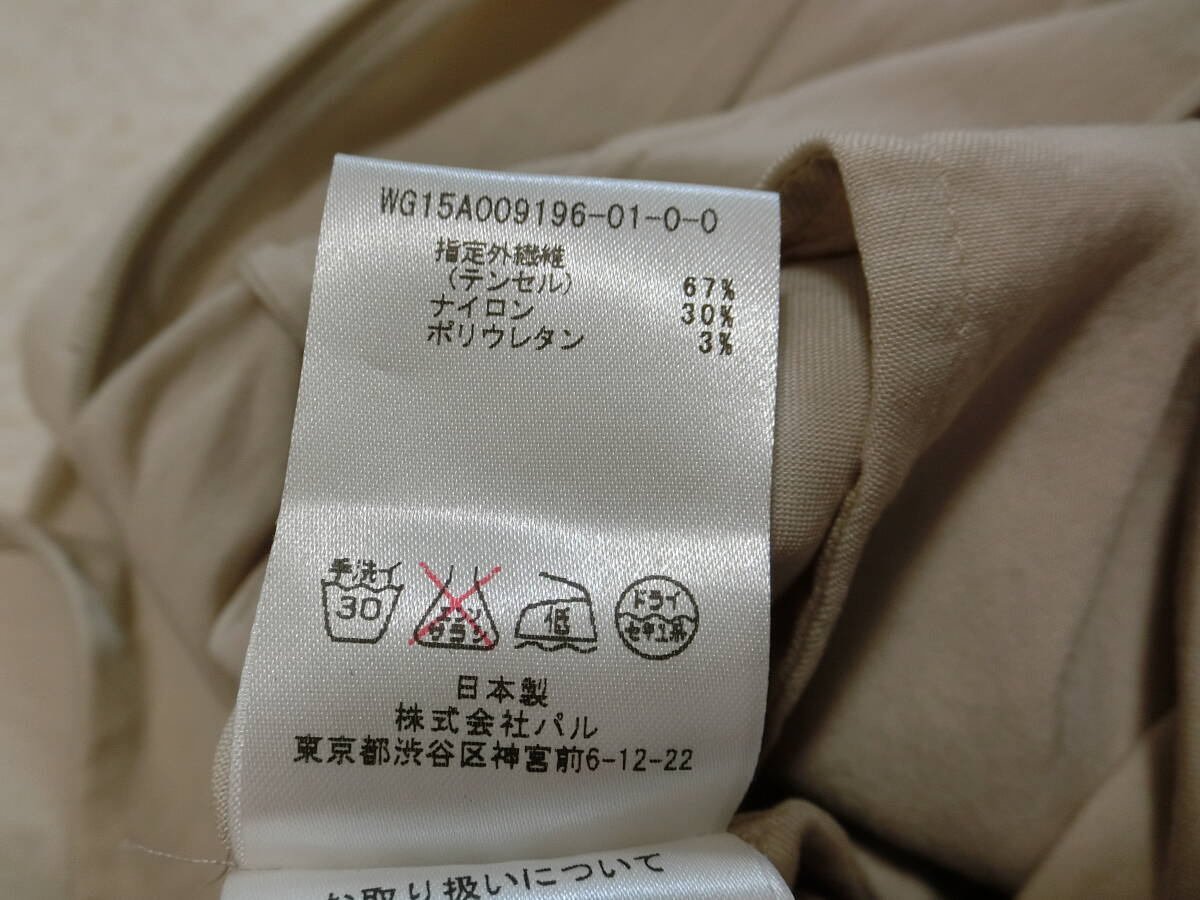 WG15A009196-01-0-0
指定外繊維
(テンセル) 67%
ナイロン 30%
ポリウレタン 3%
手洗イ
30
エンソ
サラシ
低
ドライ
セキユ系
日本製
株式会社パル
東京都渋谷区神宮前6-12-22
お取り扱いについて